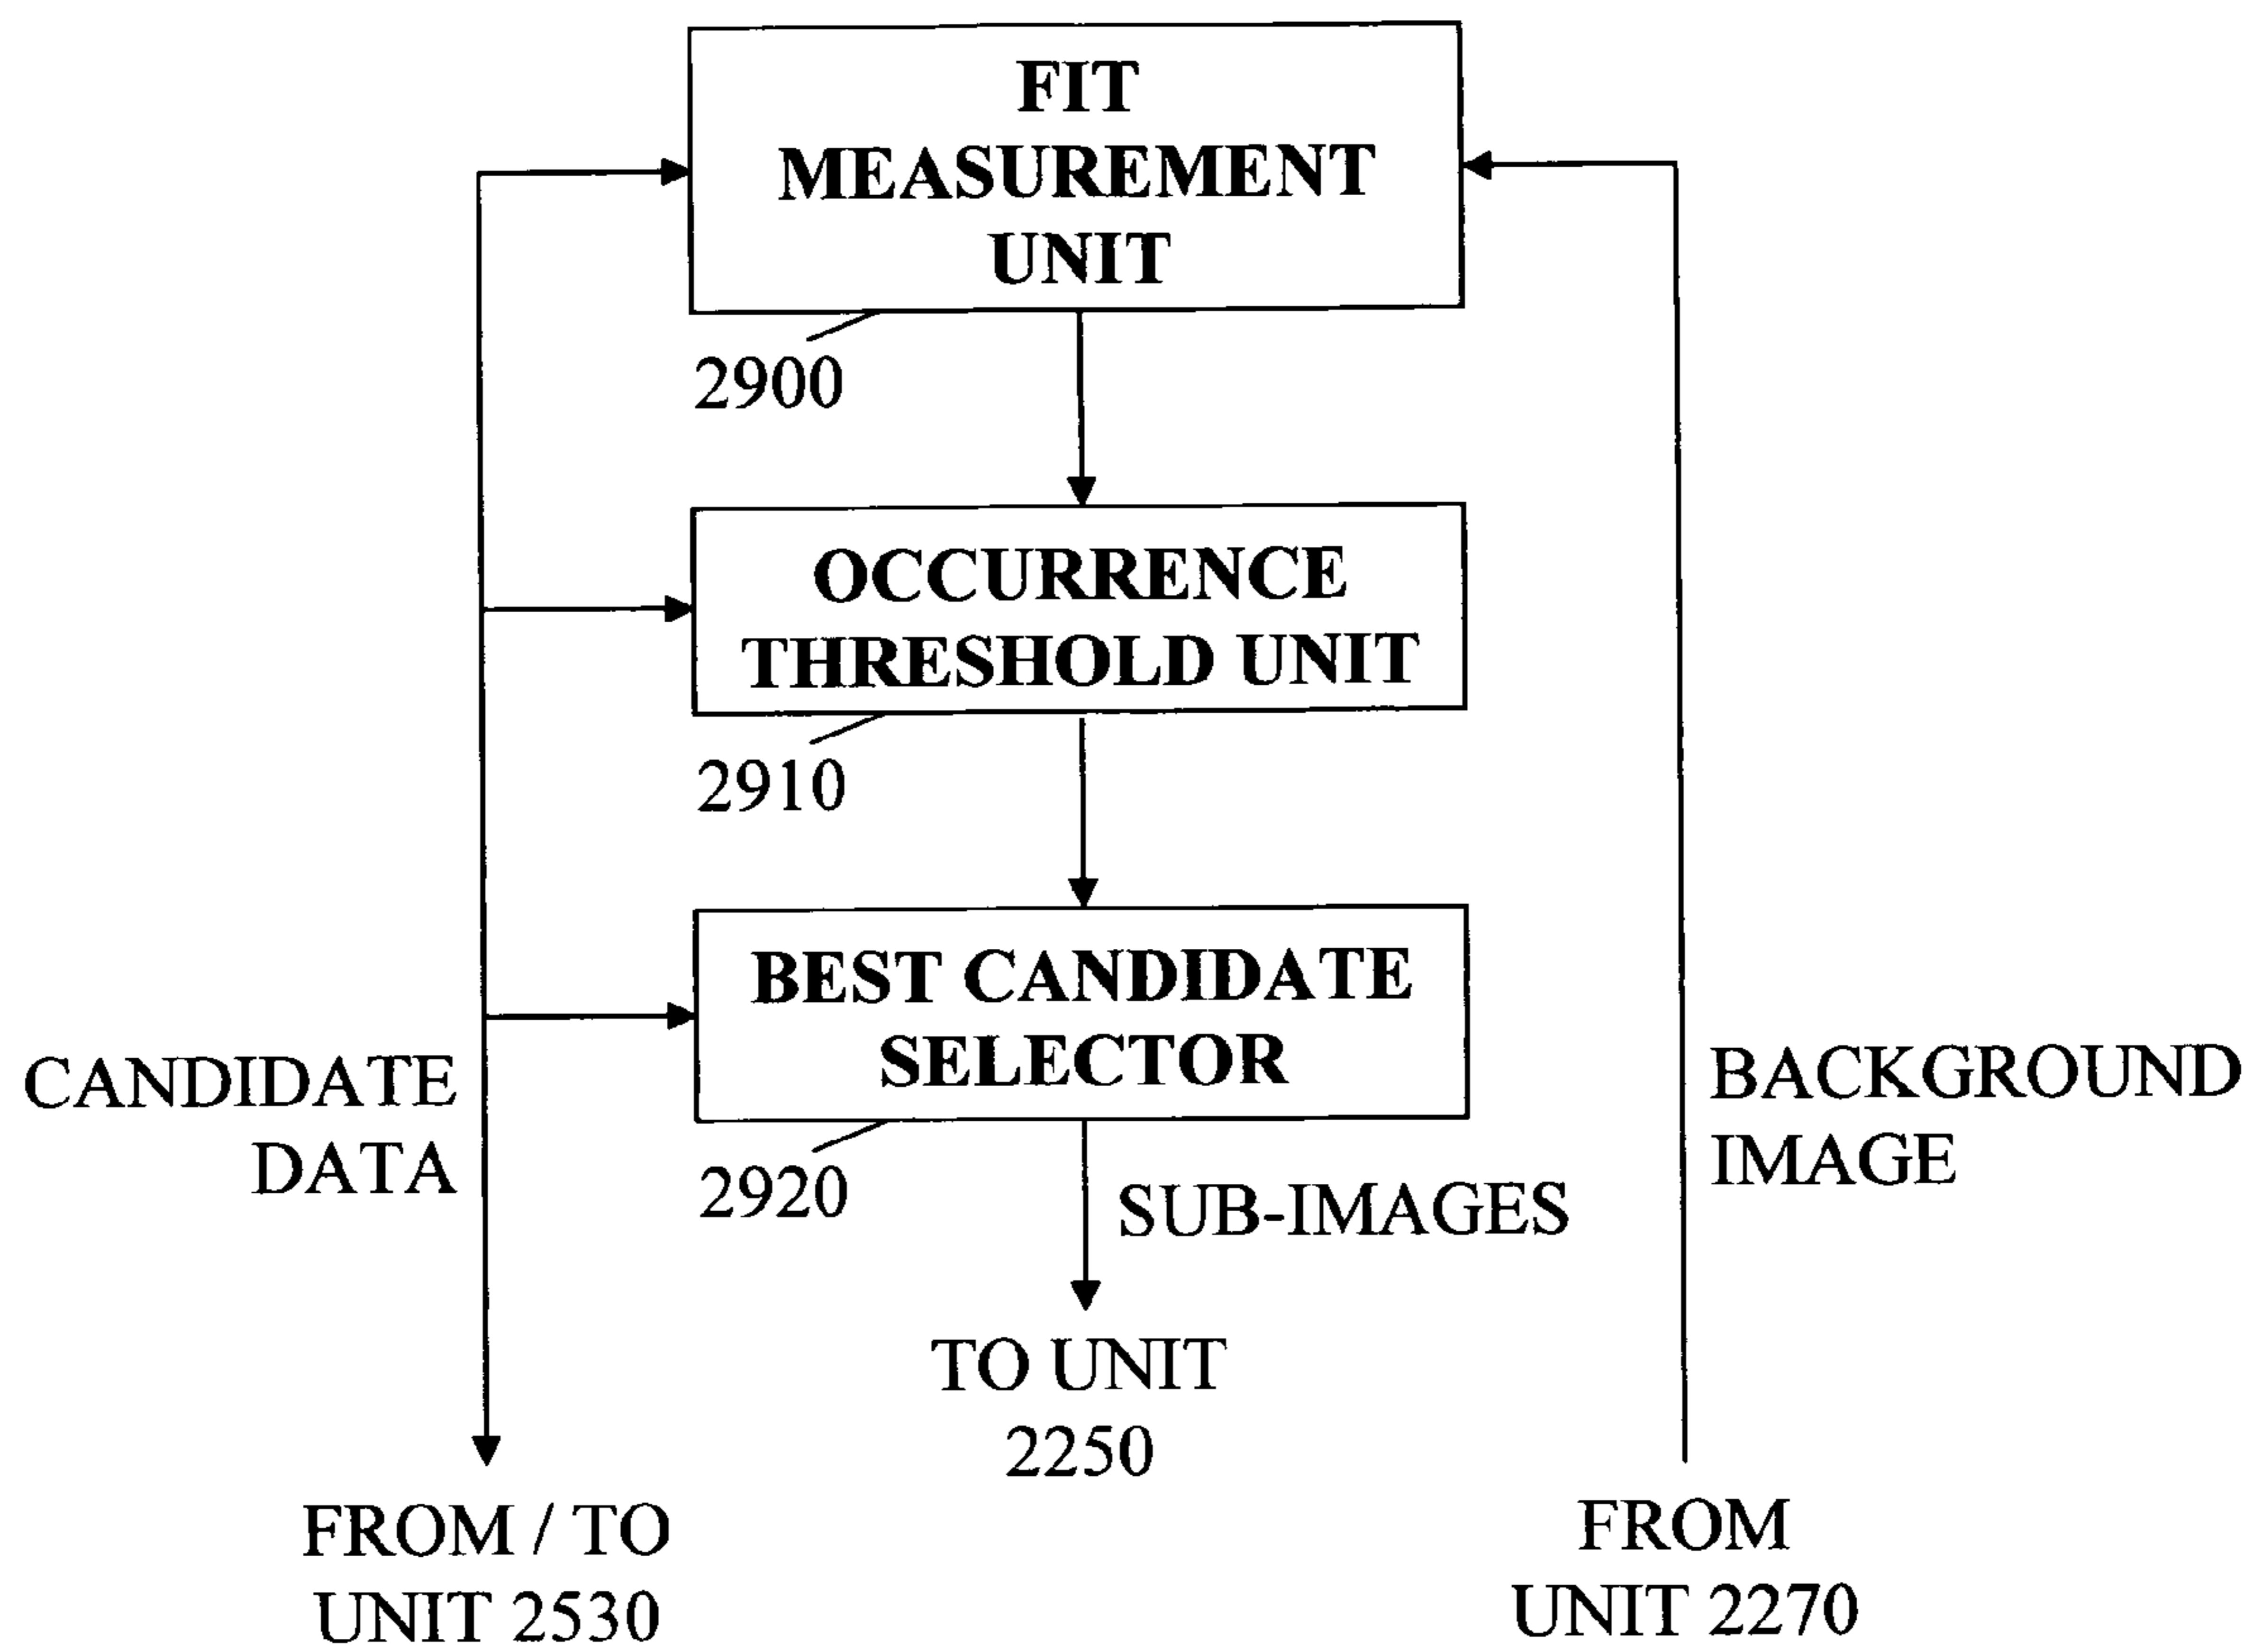 FIT
MEASUREMENT
UNIT
2900
OCCURRENCE
THRESHOLD UNIT
2910
BEST CANDIDATE
SELECTOR
2920
CANDIDATE
DATA
BACKGROUND
IMAGE
SUB-IMAGES
TO UNIT
2250
FROM / TO
UNIT 2530
FROM
UNIT 2270